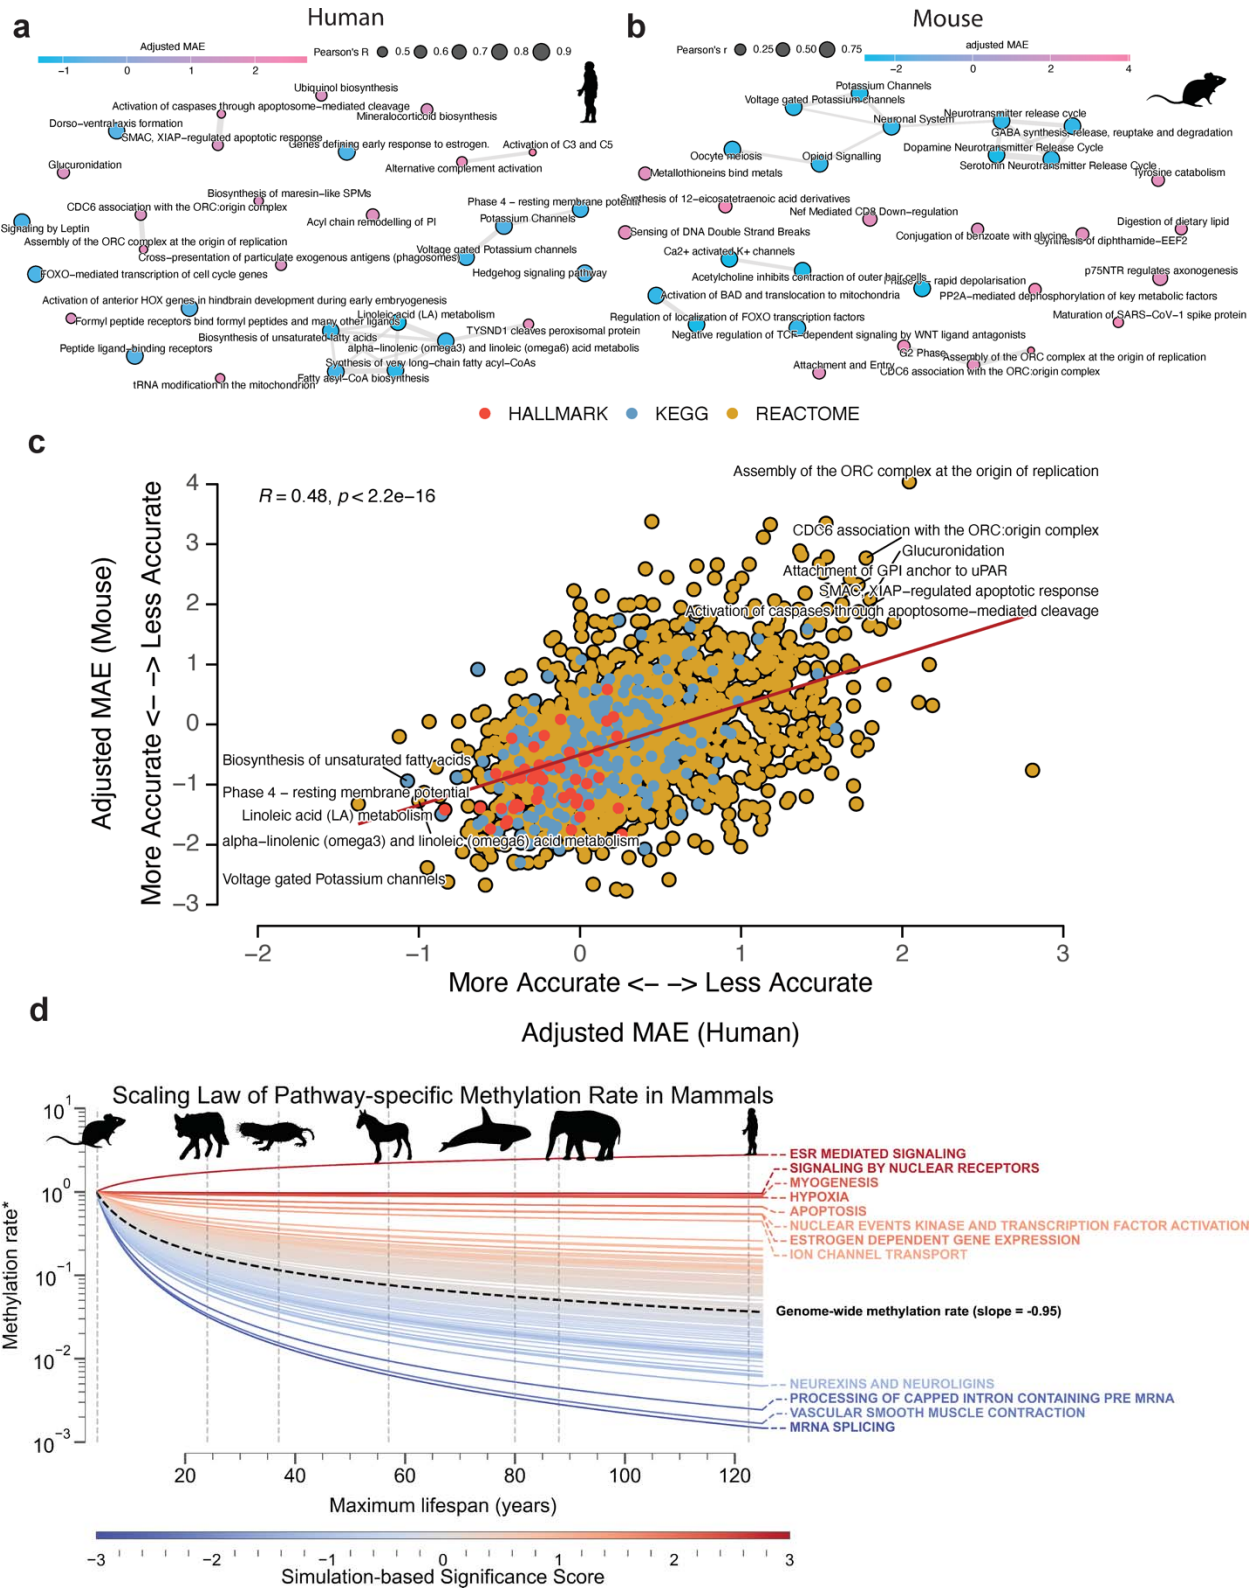 a
Human
Adjusted MAE
−1 0 1 2
Pearson's R 0.5 0.6 0.7 0.8 0.9
Ubiquinol biosynthesis
Activation of caspases through apoptosome−mediated cleavage
Mineralocorticoid biosynthesis
Dorso−ventral axis formation
SMAC, XIAP−regulated apoptotic response
Genes defining early response to estrogen.
Activation of C3 and C5
Alternative complement activation
Glucuronidation
Biosynthesis of maresin−like SPMs
CDC6 association with the ORC:origin complex
Phase 4 − resting membrane potential
Acyl chain remodelling of PI
Potassium Channels
Signaling by Leptin
Assembly of the ORC complex at the origin of replication
Voltage gated Potassium channels
Cross−presentation of particulate exogenous antigens (phagosomes)
FOXO−mediated transcription of cell cycle genes
Hedgehog signaling pathway
Activation of anterior HOX genes in hindbrain development during early embryogenesis
Linoleic acid (LA) metabolism
Formyl peptide receptors bind formyl peptides and many other ligands
TYSND1 cleaves peroxisomal protein
Biosynthesis of unsaturated fatty acids
Peptide ligand−binding receptors
alpha−linolenic (omega3) and linoleic (omega6) acid metabolis
Synthesis of very long−chain fatty acyl−CoAs
tRNA modification in the mitochondrion
Fatty acyl−CoA biosynthesis
b
Mouse
Pearson's r 0.25 0.50 0.75
adjusted MAE
−2 0 2 4
Potassium Channels
Voltage gated Potassium channels
Neuronal System
Neurotransmitter release cycle
GABA synthesis, release, reuptake and degradation
Dopamine Neurotransmitter Release Cycle
Oocyte meiosis
Opioid Signalling
Serotonin Neurotransmitter Release Cycle
Metallothioneins bind metals
Tyrosine catabolism
Synthesis of 12−eicosatetraenoic acid derivatives
Nef Mediated CD8 Down−regulation
Digestion of dietary lipid
Sensing of DNA Double Strand Breaks
Conjugation of benzoate with glycine
Synthesis of diphthamide−EEF2
Ca2+ activated K+ channels
Acetylcholine inhibits contraction of outer hair cells
p75NTR regulates axonogenesis
Phase 0 − rapid depolarisation
Activation of BAD and translocation to mitochondria
PP2A−mediated dephosphorylation of key metabolic factors
Regulation of localization of FOXO transcription factors
Maturation of SARS−CoV−1 spike protein
Negative regulation of TCF−dependent signaling by WNT ligand antagonists
G2 Phase
Assembly of the ORC complex at the origin of replication
Attachment and Entry
CDC6 association with the ORC:origin complex
HALLMARK KEGG REACTOME
c
Adjusted MAE (Mouse)
More Accurate <− −> Less Accurate
4
3
2
1
0
−1
−2
−3
R = 0.48, p < 2.2e−16
Assembly of the ORC complex at the origin of replication
CDC6 association with the ORC:origin complex
Glucuronidation
Attachment of GPI anchor to uPAR
SMAC, XIAP−regulated apoptotic response
Activation of caspases through apoptosome−mediated cleavage
Biosynthesis of unsaturated fatty acids
Phase 4 − resting membrane potential
Linoleic acid (LA) metabolism
alpha−linolenic (omega3) and linoleic (omega6) acid metabolism
Voltage gated Potassium channels
−2 −1 0 1 2 3
More Accurate <− −> Less Accurate
Adjusted MAE (Human)
d
Scaling Law of Pathway-specific Methylation Rate in Mammals
Methylation rate*
10^1
10^0
10^−1
10^−2
10^−3
ESR MEDIATED SIGNALING
SIGNALING BY NUCLEAR RECEPTORS
MYOGENESIS
HYPOXIA
APOPTOSIS
NUCLEAR EVENTS KINASE AND TRANSCRIPTION FACTOR ACTIVATION
ESTROGEN DEPENDENT GENE EXPRESSION
ION CHANNEL TRANSPORT
Genome-wide methylation rate (slope = -0.95)
NEUREXINS AND NEUROLIGINS
PROCESSING OF CAPPED INTRON CONTAINING PRE MRNA
VASCULAR SMOOTH MUSCLE CONTRACTION
MRNA SPLICING
20 40 60 80 100 120
Maximum lifespan (years)
−3 −2 −1 0 1 2 3
Simulation-based Significance Score